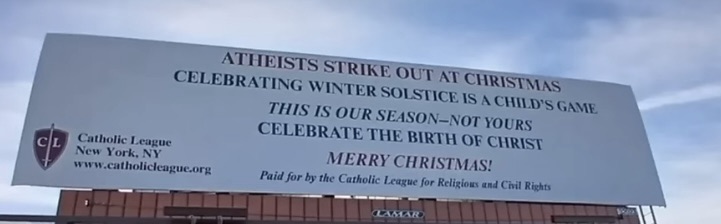 ATHEISTS STRIKE OUT AT CHRISTMAS
CELEBRATING WINTER SOLSTICE IS A CHILD'S GAME
THIS IS OUR SEASON–NOT YOURS
CELEBRATE THE BIRTH OF CHRIST
MERRY CHRISTMAS!
Paid for by the Catholic League for Religious and Civil Rights
CL
Catholic League
New York, NY
www.catholicleague.org
LAMAR